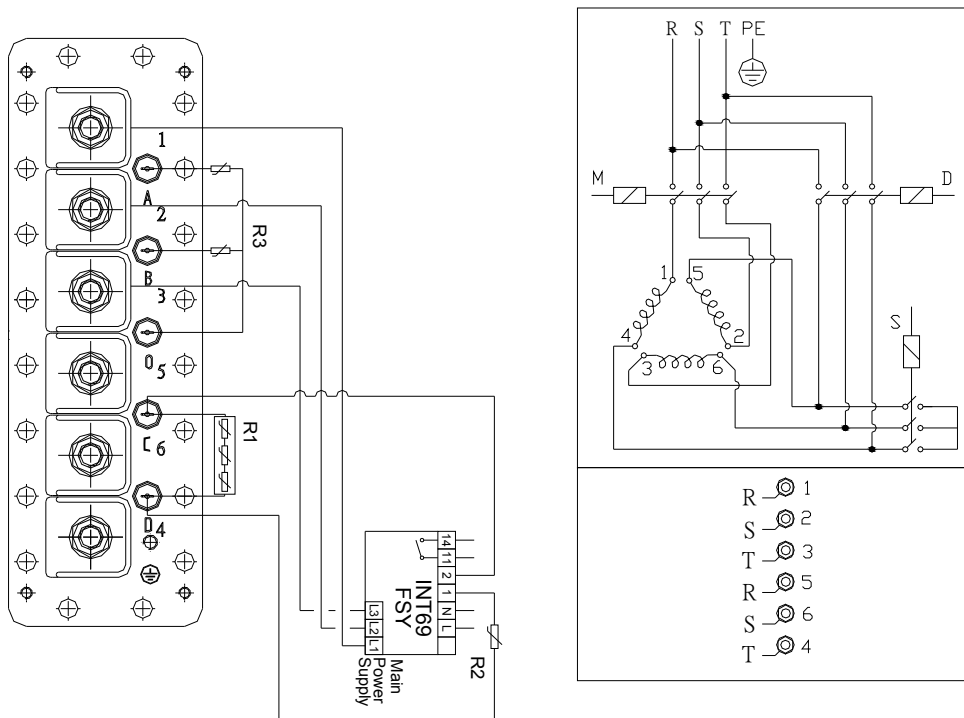 1
A
2
B
3
O
5
C
6
D
4
R3
R1
14
11
2
1
N
L
INT69
FSY
L3
L2
L1
Main
Power
Supply
R2
R S T PE
M
D
1
5
4
2
3
6
S
R 1
S 2
T 3
R 5
S 6
T 4